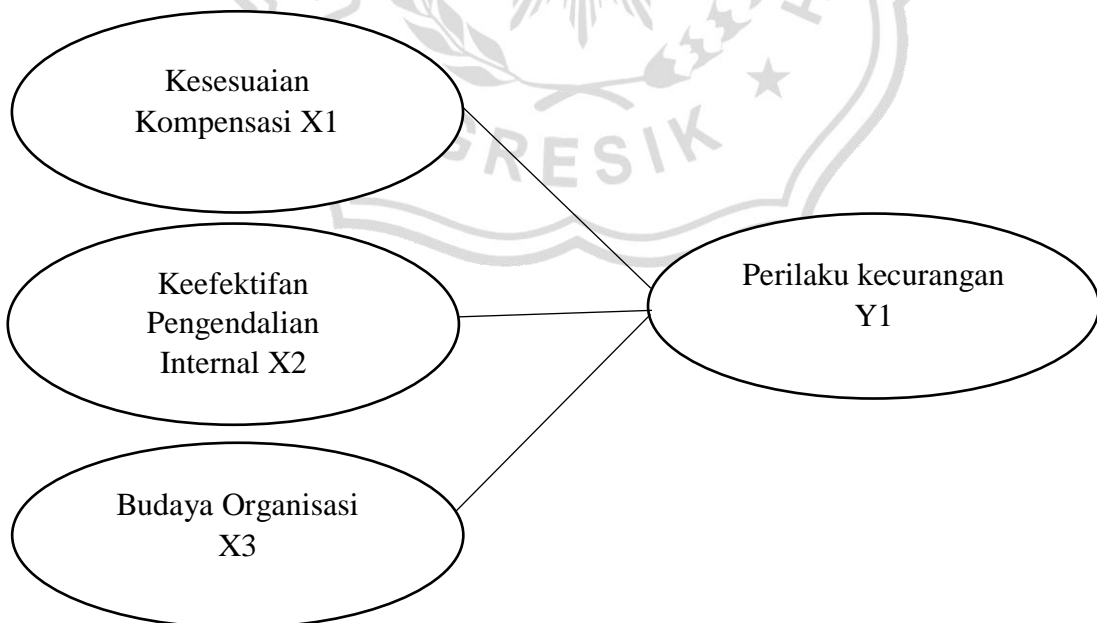 Kesesuaian
Kompensasi X1
GRESIK
Keefektifan
Pengendalian
Internal X2
Perilaku kecurangan
Y1
Budaya Organisasi
X3